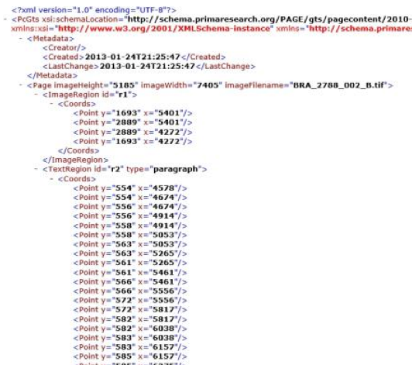 <?xml version="1.0" encoding="UTF-8"?>
- <PcGts xsi:schemaLocation="http://schema.primaresearch.org/PAGE/gts/pagecontent/2010-
xmlns:xsi="http://www.w3.org/2001/XMLSchema-instance" xmlns="http://schema.primares
- <Metadata>
<Creator/>
<Created>2013-01-24T21:25:47</Created>
<LastChange>2013-01-24T21:25:47</LastChange>
</Metadata>
- <Page imageHeight="5185" imageWidth="7405" imageFilename="BRA_2788_002_B.tif">
- <ImageRegion id="r1">
- <Coords>
<Point y="1693" x="5401"/>
<Point y="2889" x="5401"/>
<Point y="2889" x="4272"/>
<Point y="1693" x="4272"/>
</Coords>
</ImageRegion>
- <TextRegion id="r2" type="paragraph">
- <Coords>
<Point y="554" x="4578"/>
<Point y="554" x="4674"/>
<Point y="556" x="4674"/>
<Point y="556" x="4914"/>
<Point y="558" x="4914"/>
<Point y="558" x="5053"/>
<Point y="563" x="5053"/>
<Point y="563" x="5265"/>
<Point y="561" x="5265"/>
<Point y="561" x="5461"/>
<Point y="566" x="5461"/>
<Point y="566" x="5556"/>
<Point y="572" x="5556"/>
<Point y="572" x="5817"/>
<Point y="582" x="5817"/>
<Point y="582" x="6038"/>
<Point y="583" x="6038"/>
<Point y="583" x="6157"/>
<Point y="585" x="6157"/>